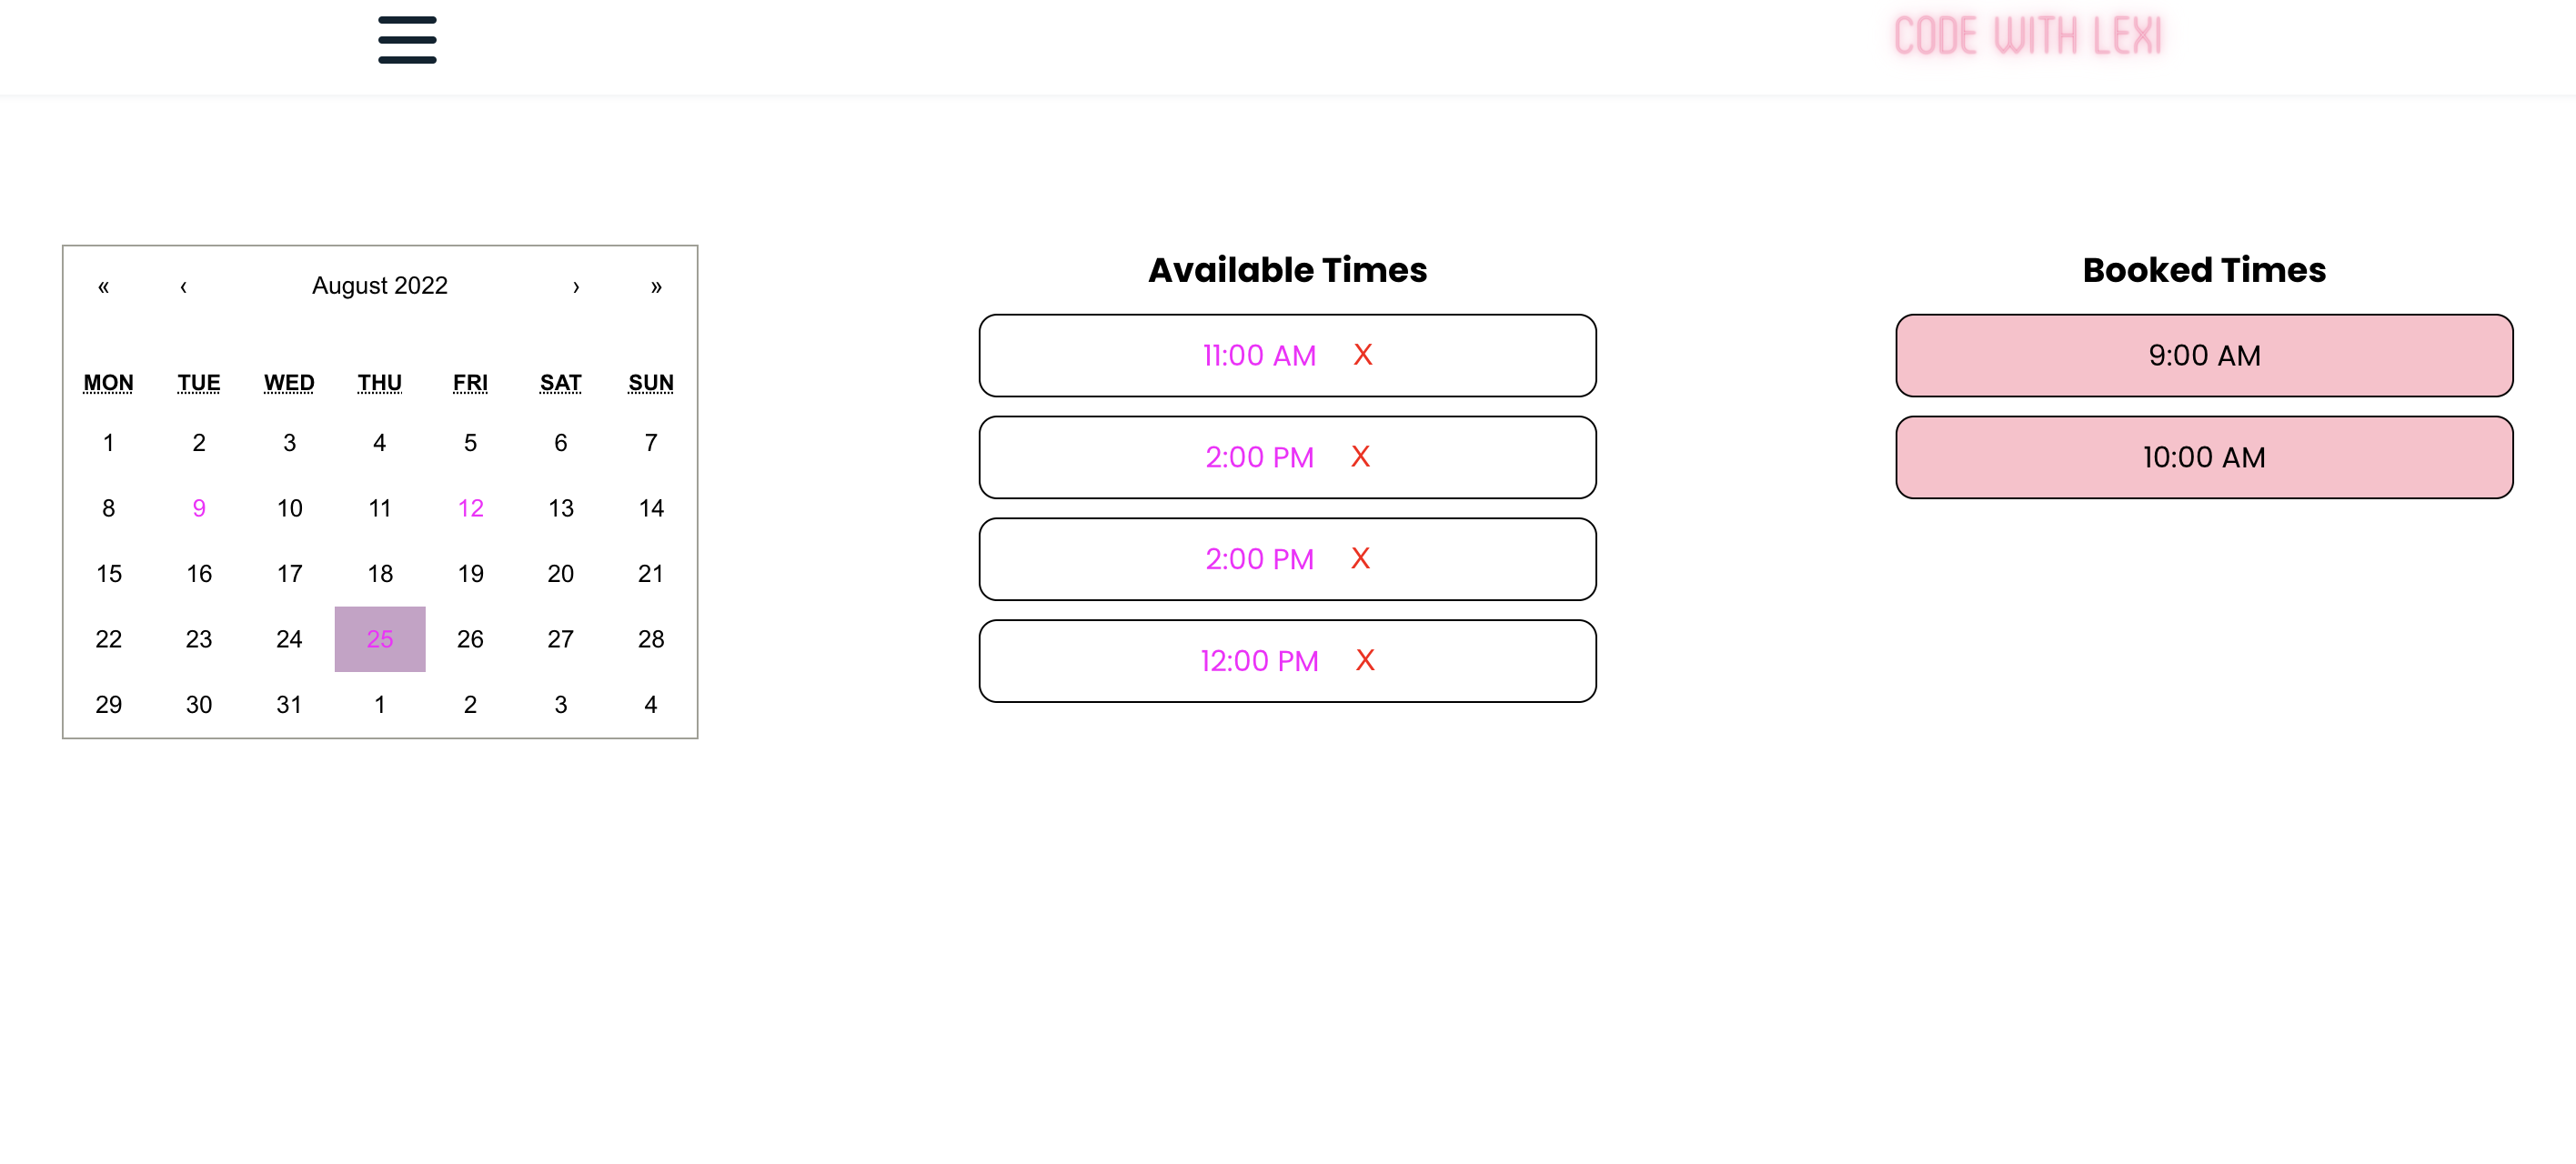 CODE WITH LEXI
« ‹ August 2022 › »
MON TUE WED THU FRI SAT SUN
1 2 3 4 5 6 7
8 9 10 11 12 13 14
15 16 17 18 19 20 21
22 23 24 25 26 27 28
29 30 31 1 2 3 4
Available Times
11:00 AM X
2:00 PM X
2:00 PM X
12:00 PM X
Booked Times
9:00 AM
10:00 AM